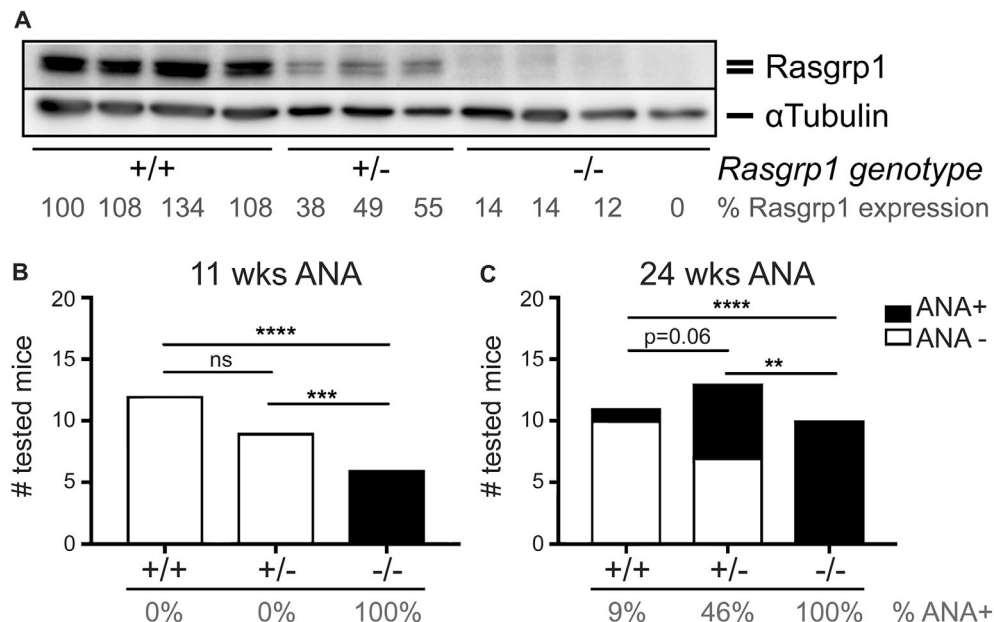 A
Rasgrp1
αTubulin
+/+ +/- -/- Rasgrp1 genotype
100 108 134 108 38 49 55 14 14 12 0 % Rasgrp1 expression
B 11 wks ANA
# tested mice
20
15
10
5
0
****
ns
***
+/+ +/- -/-
0% 0% 100%
C 24 wks ANA
# tested mice
20
15
10
5
0
****
p=0.06
**
ANA+
ANA -
+/+ +/- -/-
9% 46% 100% % ANA+